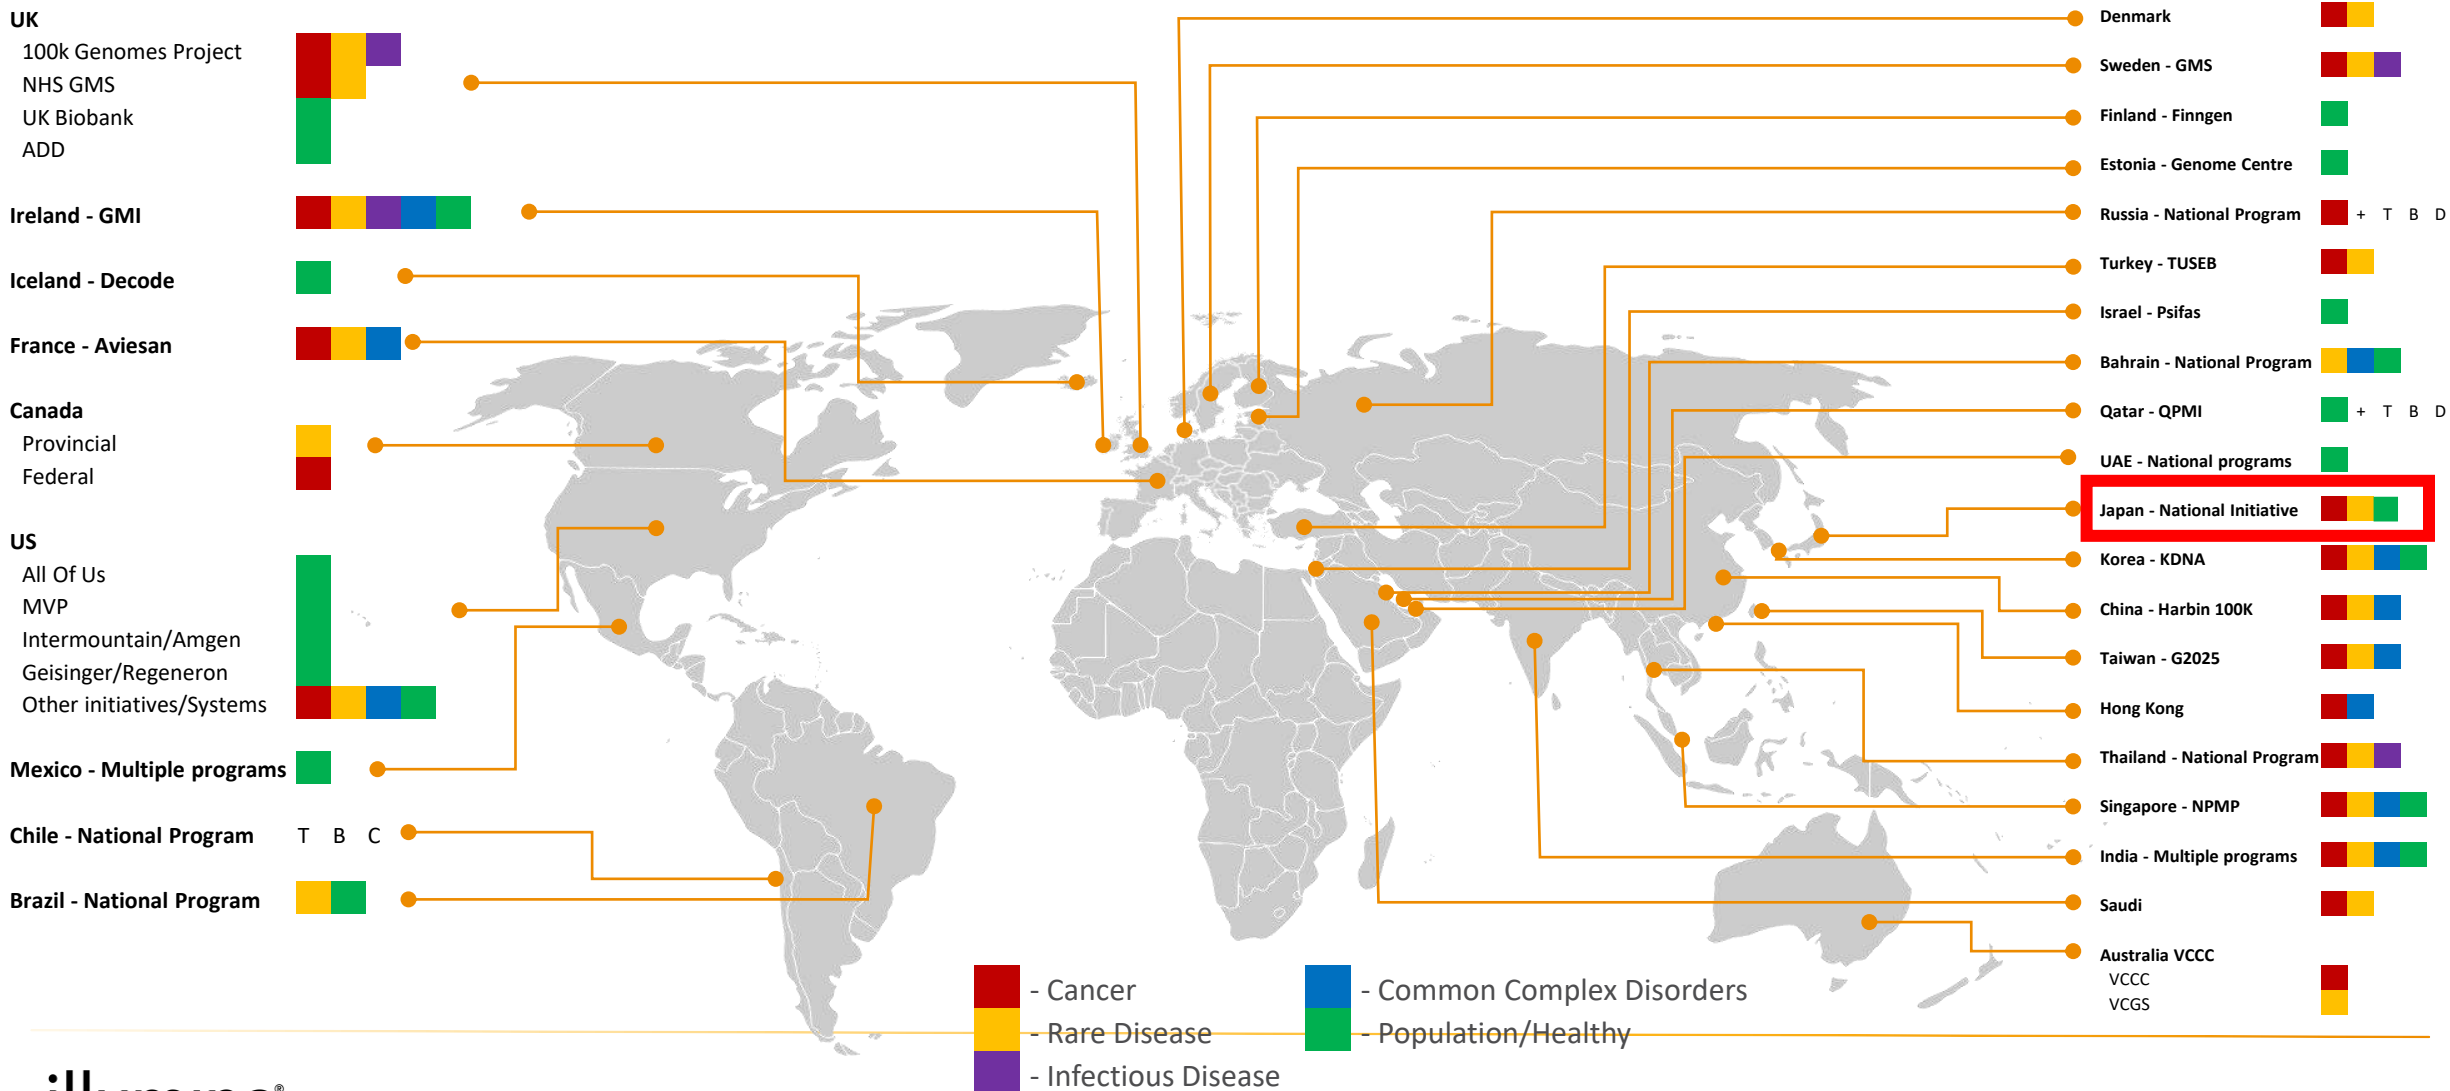 UK
100k Genomes Project
NHS GMS
UK Biobank
ADD
Ireland - GMI
Iceland - Decode
France - Aviesan
Canada
Provincial
Federal
US
All Of Us
MVP
Intermountain/Amgen
Geisinger/Regeneron
Other initiatives/Systems
Mexico - Multiple programs
Chile - National Program T B C
Brazil - National Program
Denmark
Sweden - GMS
Finland - Finngen
Estonia - Genome Centre
Russia - National Program + T B D
Turkey - TUSEB
Israel - Psifas
Bahrain - National Program
Qatar - QPMI + T B D
UAE - National programs
Japan - National Initiative
Korea - KDNA
China - Harbin 100K
Taiwan - G2025
Hong Kong
Thailand - National Program
Singapore - NPMP
India - Multiple programs
Saudi
Australia VCCC
VCCC
VCGS
- Cancer
- Rare Disease
- Infectious Disease
- Common Complex Disorders
- Population/Healthy